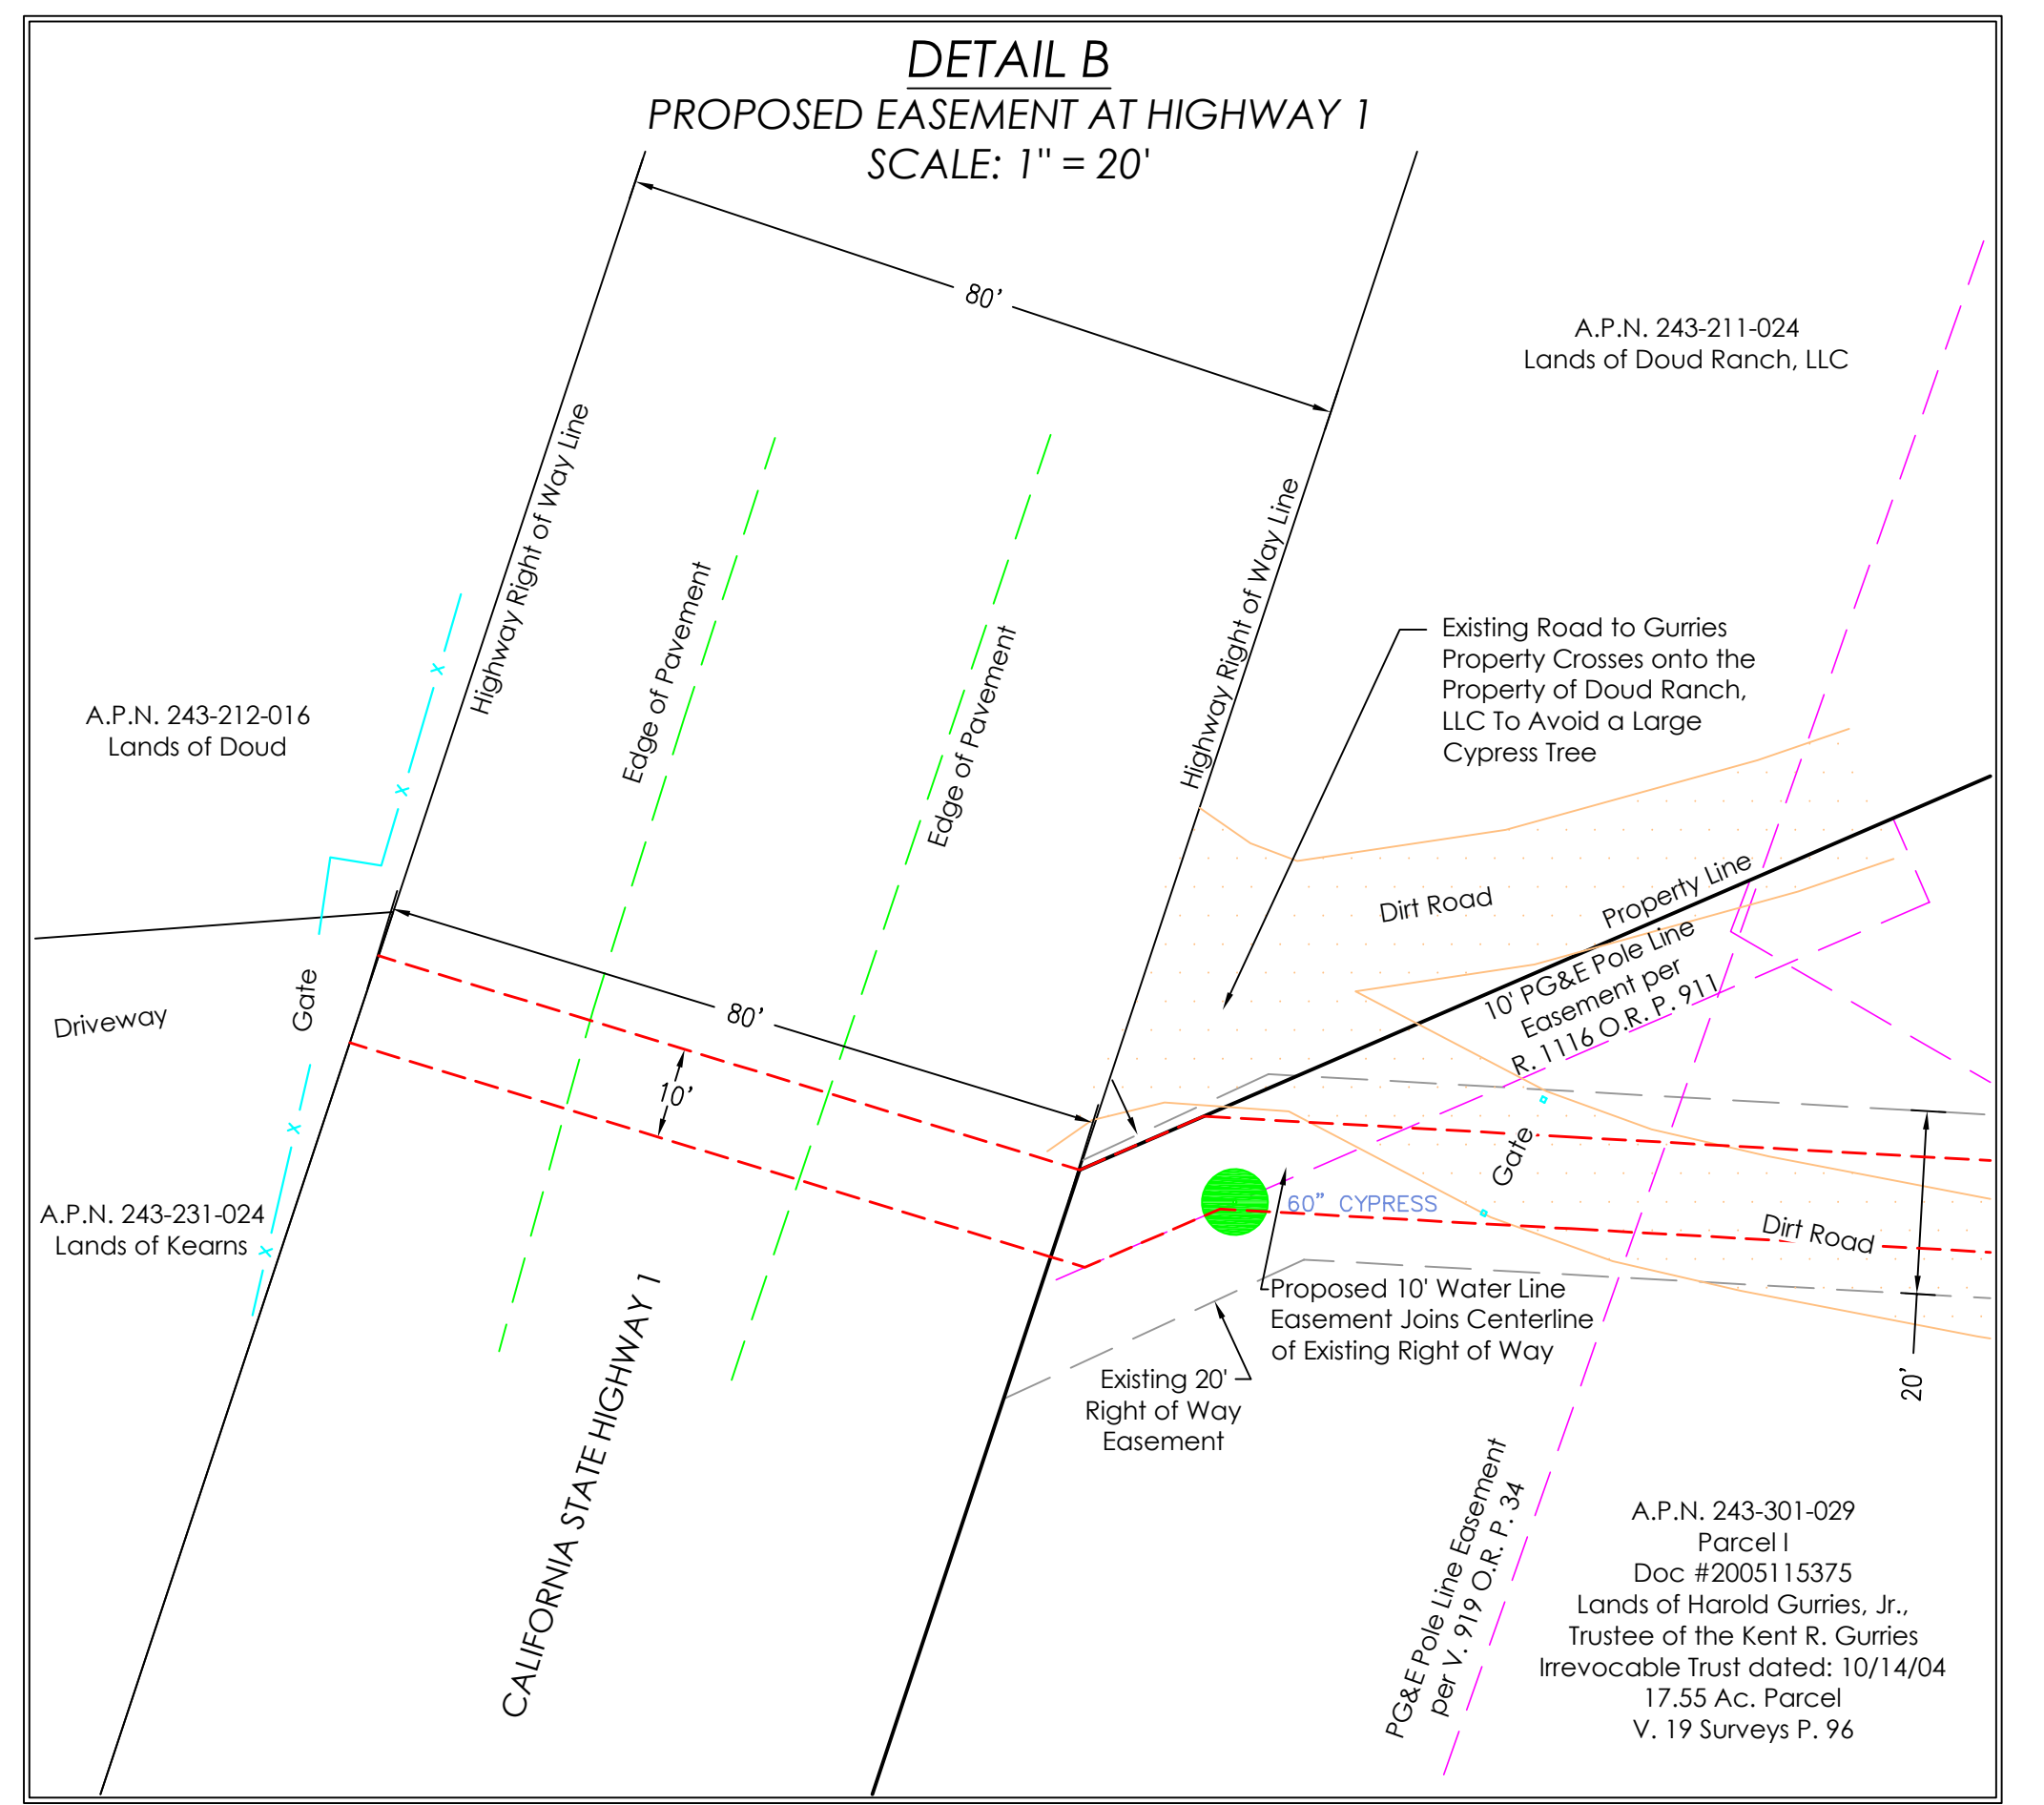 DETAIL B
PROPOSED EASEMENT AT HIGHWAY 1
SCALE: 1" = 20'
80'
A.P.N. 243-211-024
Lands of Doud Ranch, LLC
Highway Right of Way Line
Edge of Pavement
Edge of Pavement
Highway Right of Way Line
Existing Road to Gurries
Property Crosses onto the
Property of Doud Ranch,
LLC To Avoid a Large
Cypress Tree
A.P.N. 243-212-016
Lands of Doud
x
x
Dirt Road
Property Line
10' PG&E Pole Line
Easement per
R. 1116 O.R. P. 911
Gate
Driveway
80'
10'
x
x
Gate
A.P.N. 243-231-024
Lands of Kearns
60" CYPRESS
Dirt Road
Proposed 10' Water Line
Easement Joins Centerline
of Existing Right of Way
20'
Existing 20'
Right of Way
Easement
CALIFORNIA STATE HIGHWAY 1
PG&E Pole Line Easement
per V. 919 O.R. P. 34
A.P.N. 243-301-029
Parcel I
Doc #2005115375
Lands of Harold Gurries, Jr.,
Trustee of the Kent R. Gurries
Irrevocable Trust dated: 10/14/04
17.55 Ac. Parcel
V. 19 Surveys P. 96